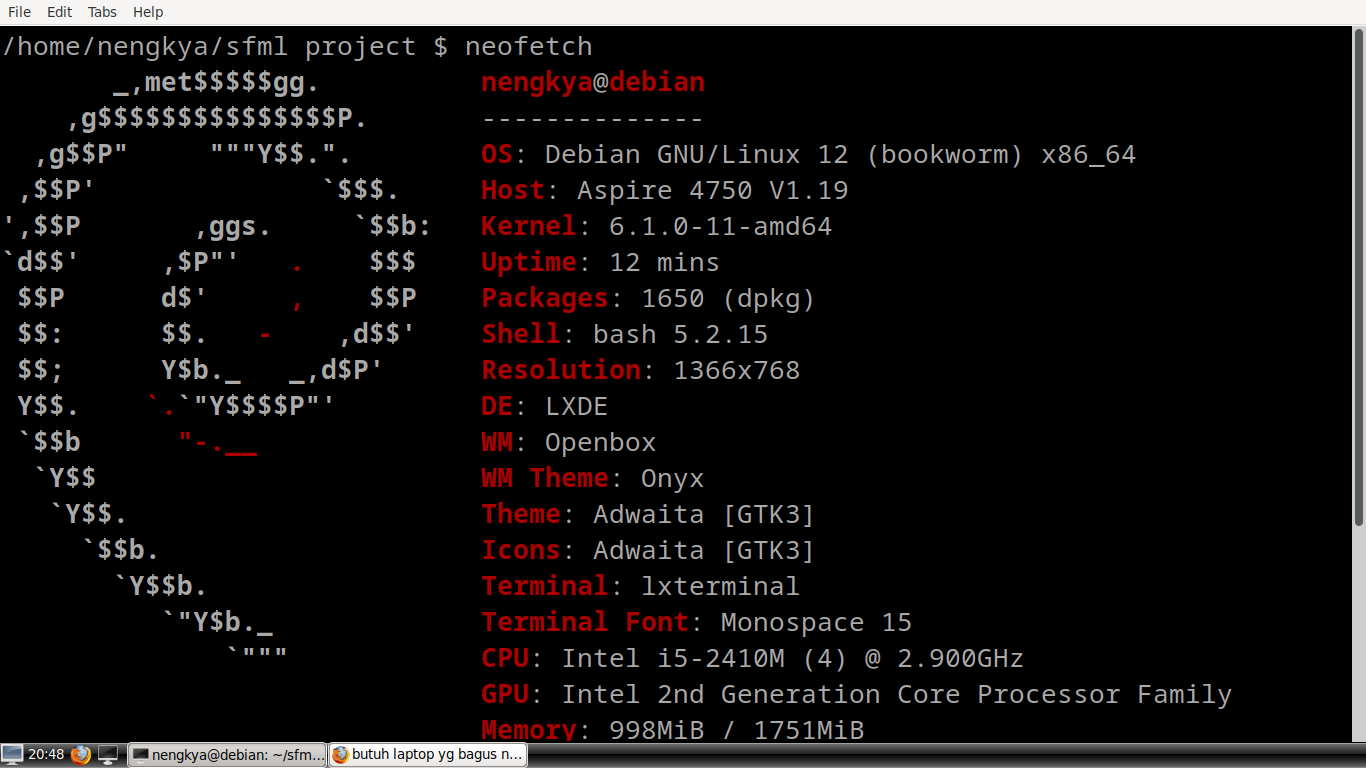 File Edit Tabs Help
/home/nengkya/sfml project $ neofetch
       _,met$$$$$gg.          nengkya@debian
    ,g$$$$$$$$$$$$$$$P.       --------------
  ,g$$P"     """Y$$.".        OS: Debian GNU/Linux 12 (bookworm) x86_64
 ,$$P'              `$$$.     Host: Aspire 4750 V1.19
',$$P       ,ggs.     `$$b:   Kernel: 6.1.0-11-amd64
`d$$'     ,$P"'   .    $$$    Uptime: 12 mins
 $$P      d$'     ,    $$P    Packages: 1650 (dpkg)
 $$:      $$.   -    ,d$$'    Shell: bash 5.2.15
 $$;      Y$b._   _,d$P'      Resolution: 1366x768
 Y$$.    `.`"Y$$$$P"'         DE: LXDE
 `$$b      "-.__              WM: Openbox
  `Y$$                        WM Theme: Onyx
   `Y$$.                      Theme: Adwaita [GTK3]
     `$$b.                    Icons: Adwaita [GTK3]
       `Y$$b.                 Terminal: lxterminal
          `"Y$b._             Terminal Font: Monospace 15
              `"""            CPU: Intel i5-2410M (4) @ 2.900GHz
                              GPU: Intel 2nd Generation Core Processor Family
                              Memory: 998MiB / 1751MiB
20:48 nengkya@debian: ~/sfm... butuh laptop yg bagus n...